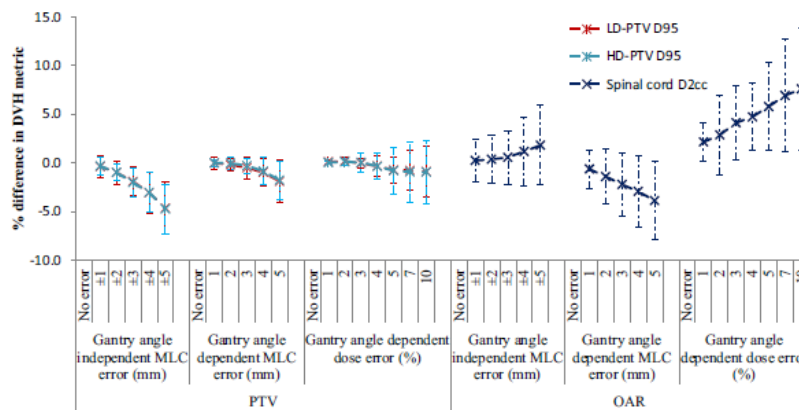 15.0
10.0
5.0
0.0
-5.0
-10.0
% difference in DVH metric
LD-PTV D95
HD-PTV D95
Spinal cord D2cc
No error ±1 ±2 ±3 ±4 ±5 No error 1 2 3 4 5 No error 1 2 3 4 5 7 10 No error ±1 ±2 ±3 ±4 ±5 No error 1 2 3 4 5 No error 1 2 3 4 5 7 10
Gantry angle independent MLC error (mm)
Gantry angle dependent MLC error (mm)
Gantry angle dependent dose error (%)
Gantry angle independent MLC error (mm)
Gantry angle dependent MLC error (mm)
Gantry angle dependent dose error (%)
PTV
OAR